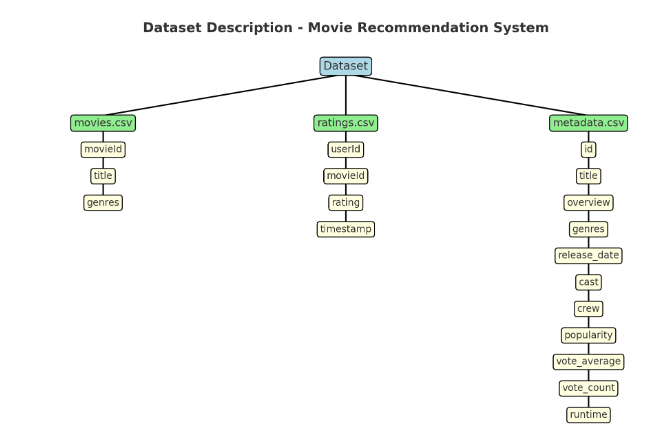 Dataset Description - Movie Recommendation System
Dataset
movies.csv
movieId
title
genres
ratings.csv
userId
movieId
rating
timestamp
metadata.csv
id
title
overview
genres
release_date
cast
crew
popularity
vote_average
vote_count
runtime